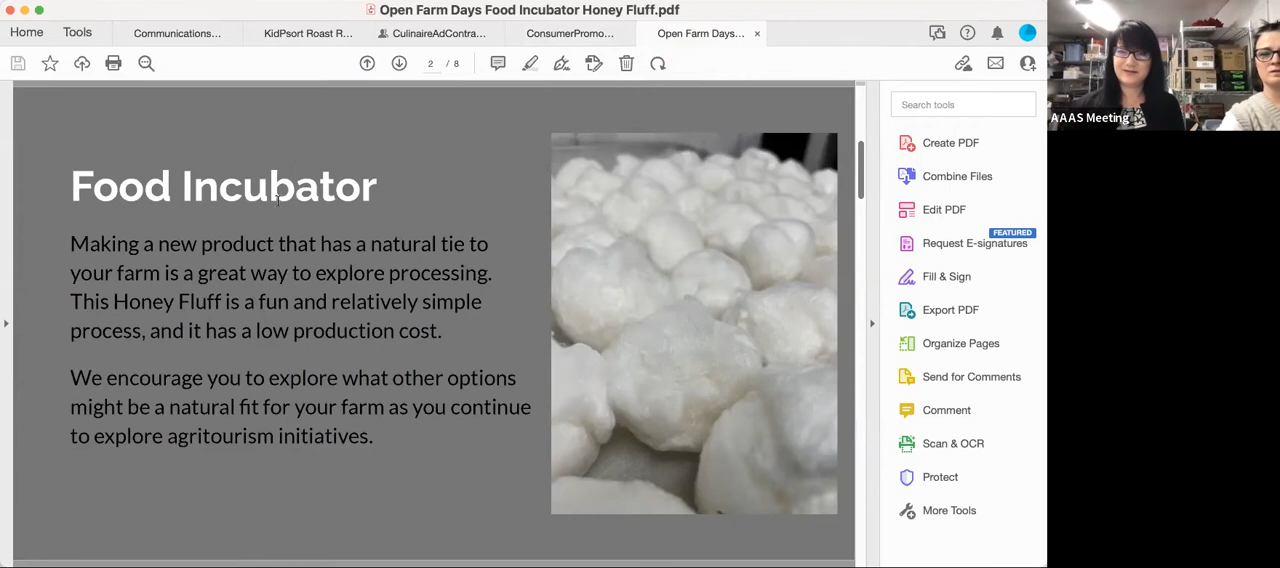 Open Farm Days Food Incubator Honey Fluff.pdf
Home Tools Communications... KidPsort Roast R... CulinaireAdContra... ConsumerPromo... Open Farm Days... ×
2 / 8
Search tools
A AAS Meeting
Create PDF
Combine Files
Edit PDF
FEATURED
Request E-signatures
Fill & Sign
Export PDF
Organize Pages
Send for Comments
Comment
Scan & OCR
Protect
More Tools
Food Incubator
Making a new product that has a natural tie to
your farm is a great way to explore processing.
This Honey Fluff is a fun and relatively simple
process, and it has a low production cost.
We encourage you to explore what other options
might be a natural fit for your farm as you continue
to explore agritourism initiatives.